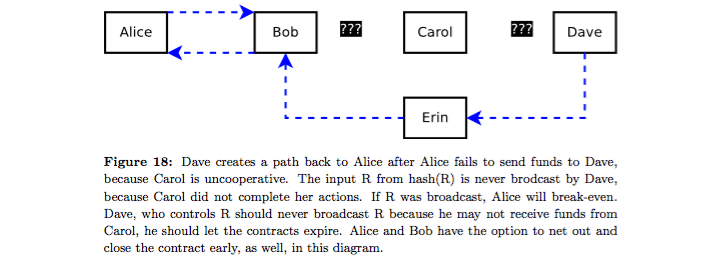 Alice
Bob
???
Carol
???
Dave
Erin
Figure 18: Dave creates a path back to Alice after Alice fails to send funds to Dave,
because Carol is uncooperative. The input R from hash(R) is never brodcast by Dave,
because Carol did not complete her actions. If R was broadcast, Alice will break-even.
Dave, who controls R should never broadcast R because he may not receive funds from
Carol, he should let the contracts expire. Alice and Bob have the option to net out and
close the contract early, as well, in this diagram.